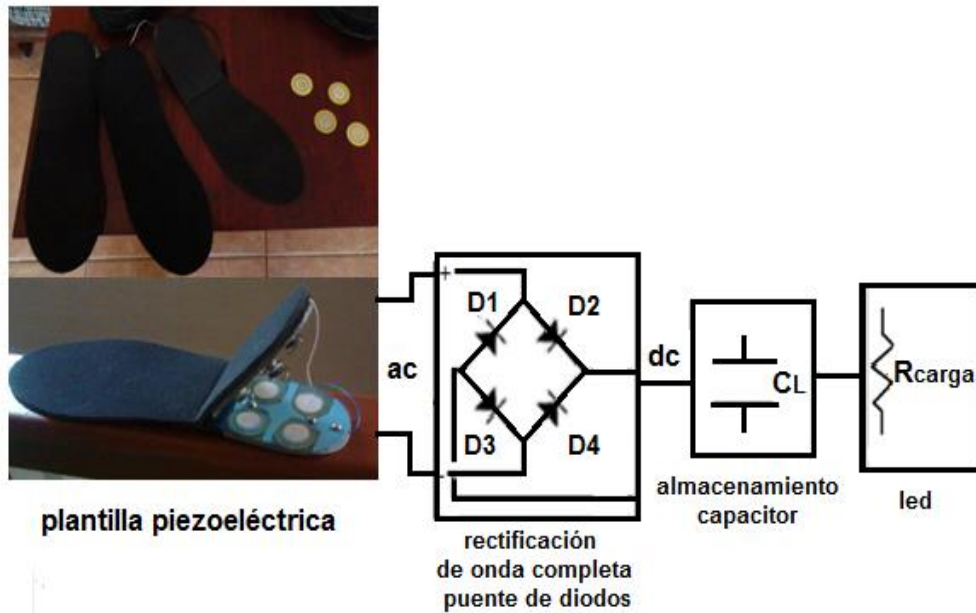 +
D1
D2
ac
dc
CL
Rcarga
D3
D4
-
plantilla piezoeléctrica
rectificación
de onda completa
puente de diodos
almacenamiento
capacitor
led